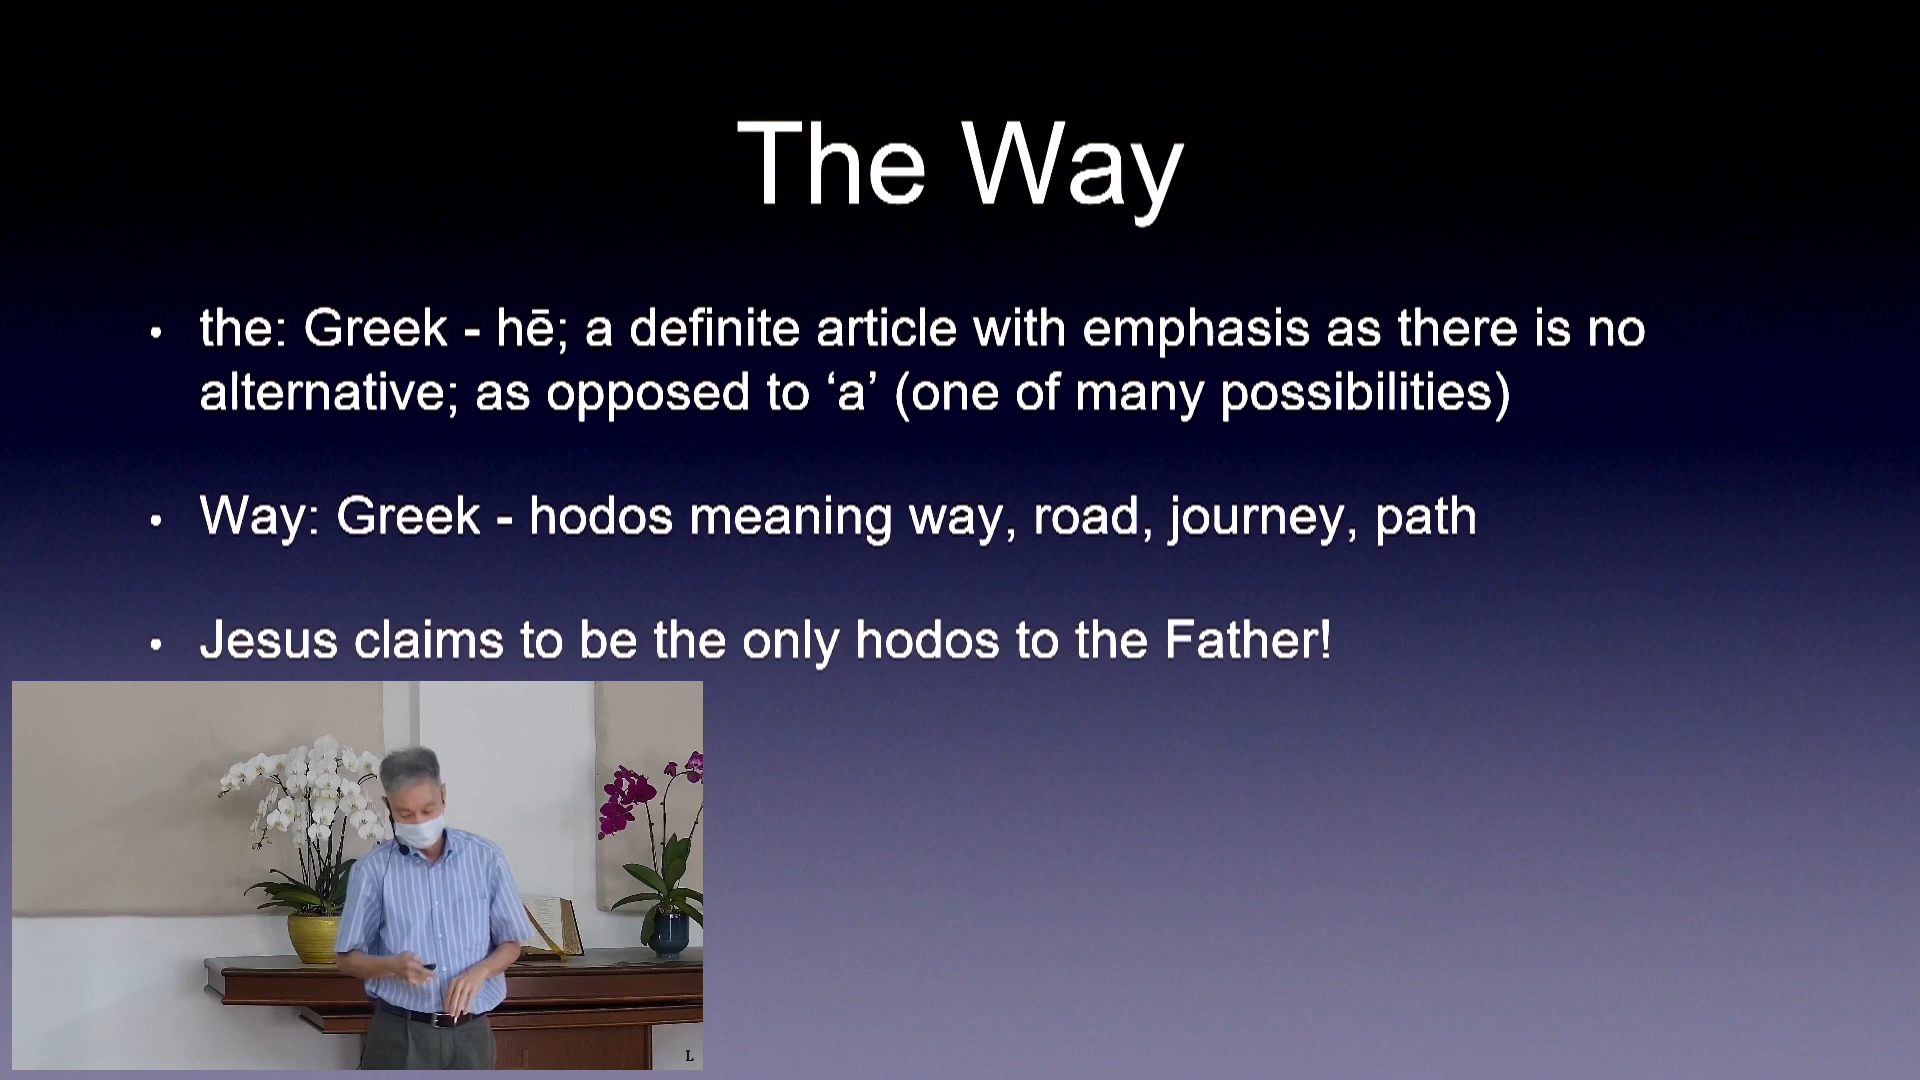 The Way
• the: Greek - hē; a definite article with emphasis as there is no
alternative; as opposed to ‘a’ (one of many possibilities)
• Way: Greek - hodos meaning way, road, journey, path
• Jesus claims to be the only hodos to the Father!
L